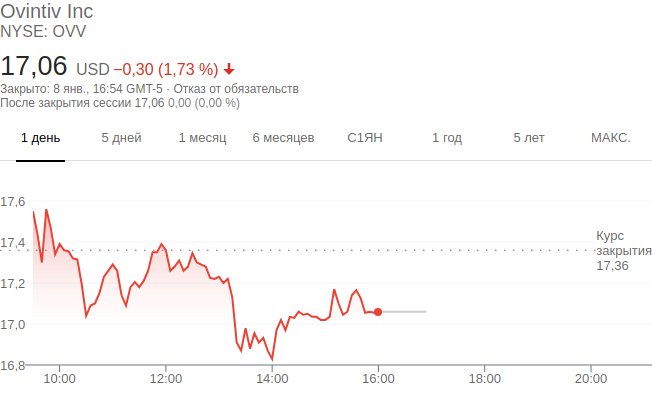 Ovintiv Inc
NYSE: OVV
17,06 USD −0,30 (1,73 %)
Закрыто: 8 янв., 16:54 GMT-5 · Отказ от обязательств
После закрытия сессии 17,06 0,00 (0,00 %)
1 день 5 дней 1 месяц 6 месяцев С1ЯН 1 год 5 лет МАКС.
17,6
17,4
17,2
17,0
16,8
Курс
закрытия
17,36
10:00 12:00 14:00 16:00 18:00 20:00